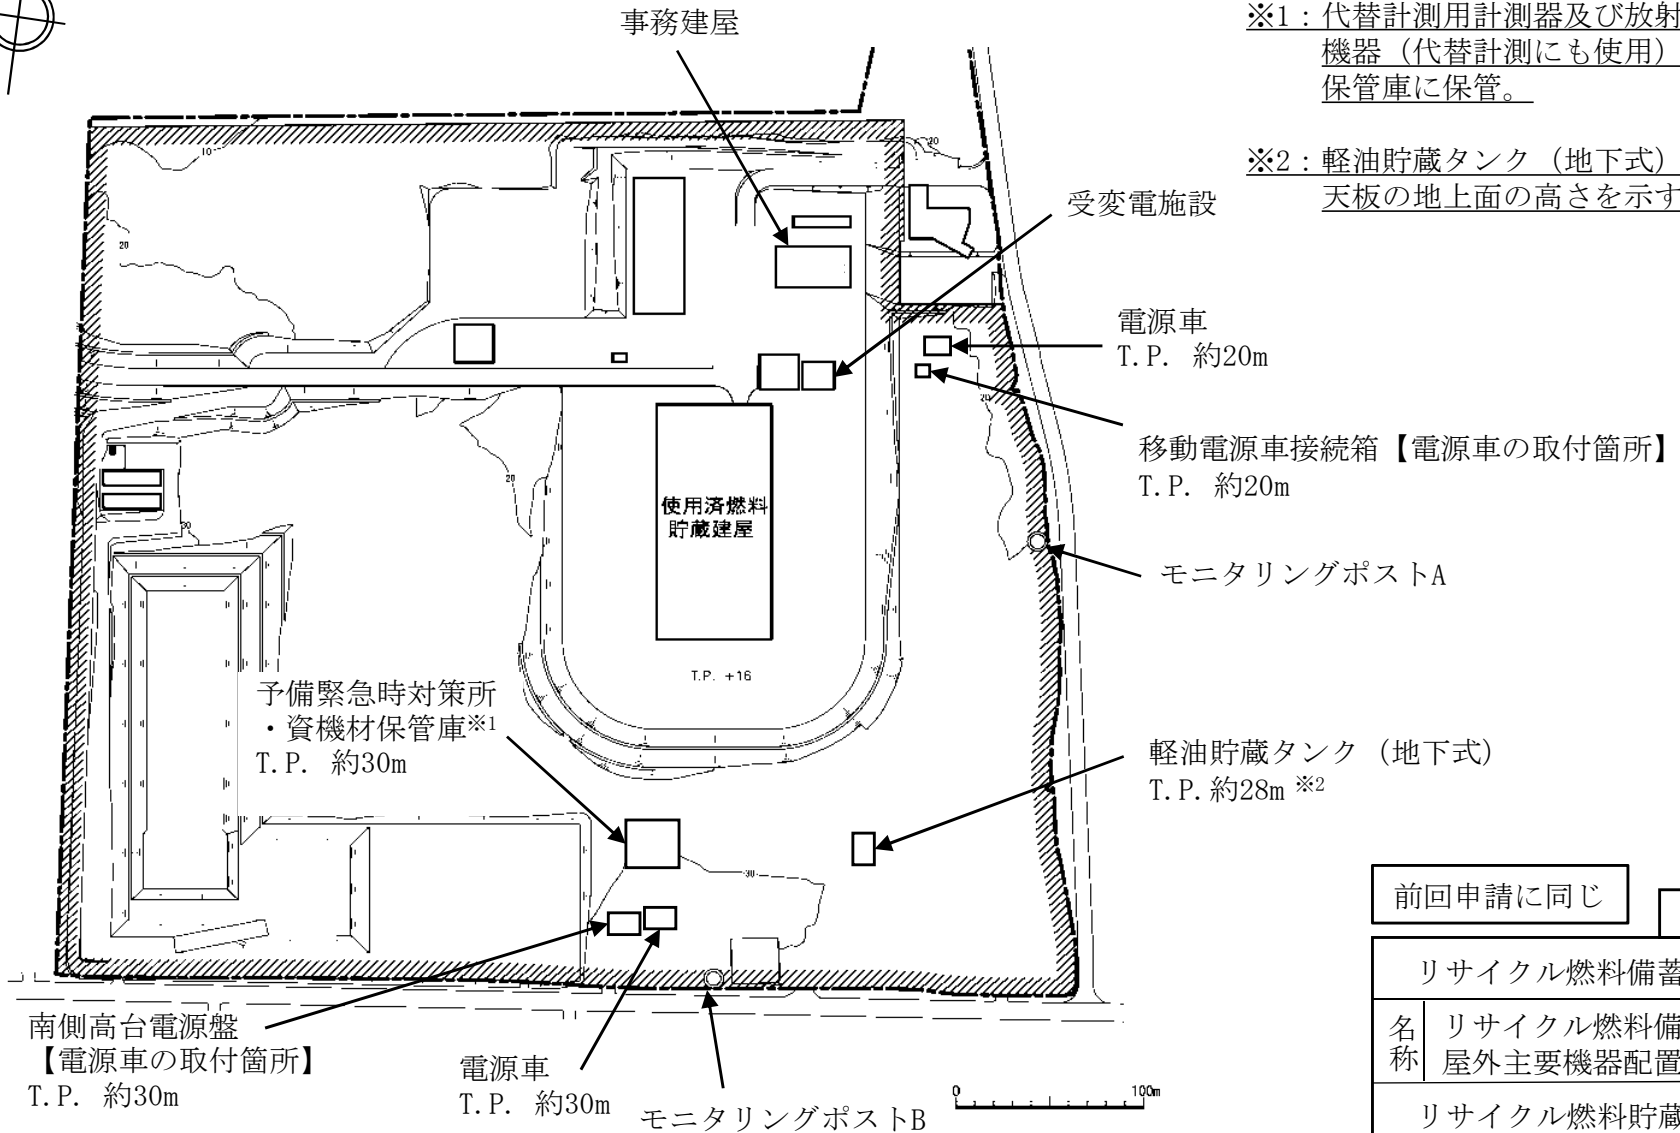 事務建屋
※1：代替計測用計測器及び放射
機器（代替計測にも使用）
保管庫に保管。
※2：軽油貯蔵タンク（地下式）
天板の地上面の高さを示す
受変電施設
電源車
T.P. 約20m
移動電源車接続箱【電源車の取付箇所】
T.P. 約20m
モニタリングポストA
10
20
20
20
20
30
使用済燃料
貯蔵建屋
T.P. +16
予備緊急時対策所
・資機材保管庫※1
T.P. 約30m
軽油貯蔵タンク（地下式）
T.P.約28m ※2
30
南側高台電源盤
【電源車の取付箇所】
T.P. 約30m
電源車
T.P. 約30m
モニタリングポストB
0 100m
前回申請に同じ
リサイクル燃料備蓄
名称
リサイクル燃料備
屋外主要機器配置
リサイクル燃料貯蔵